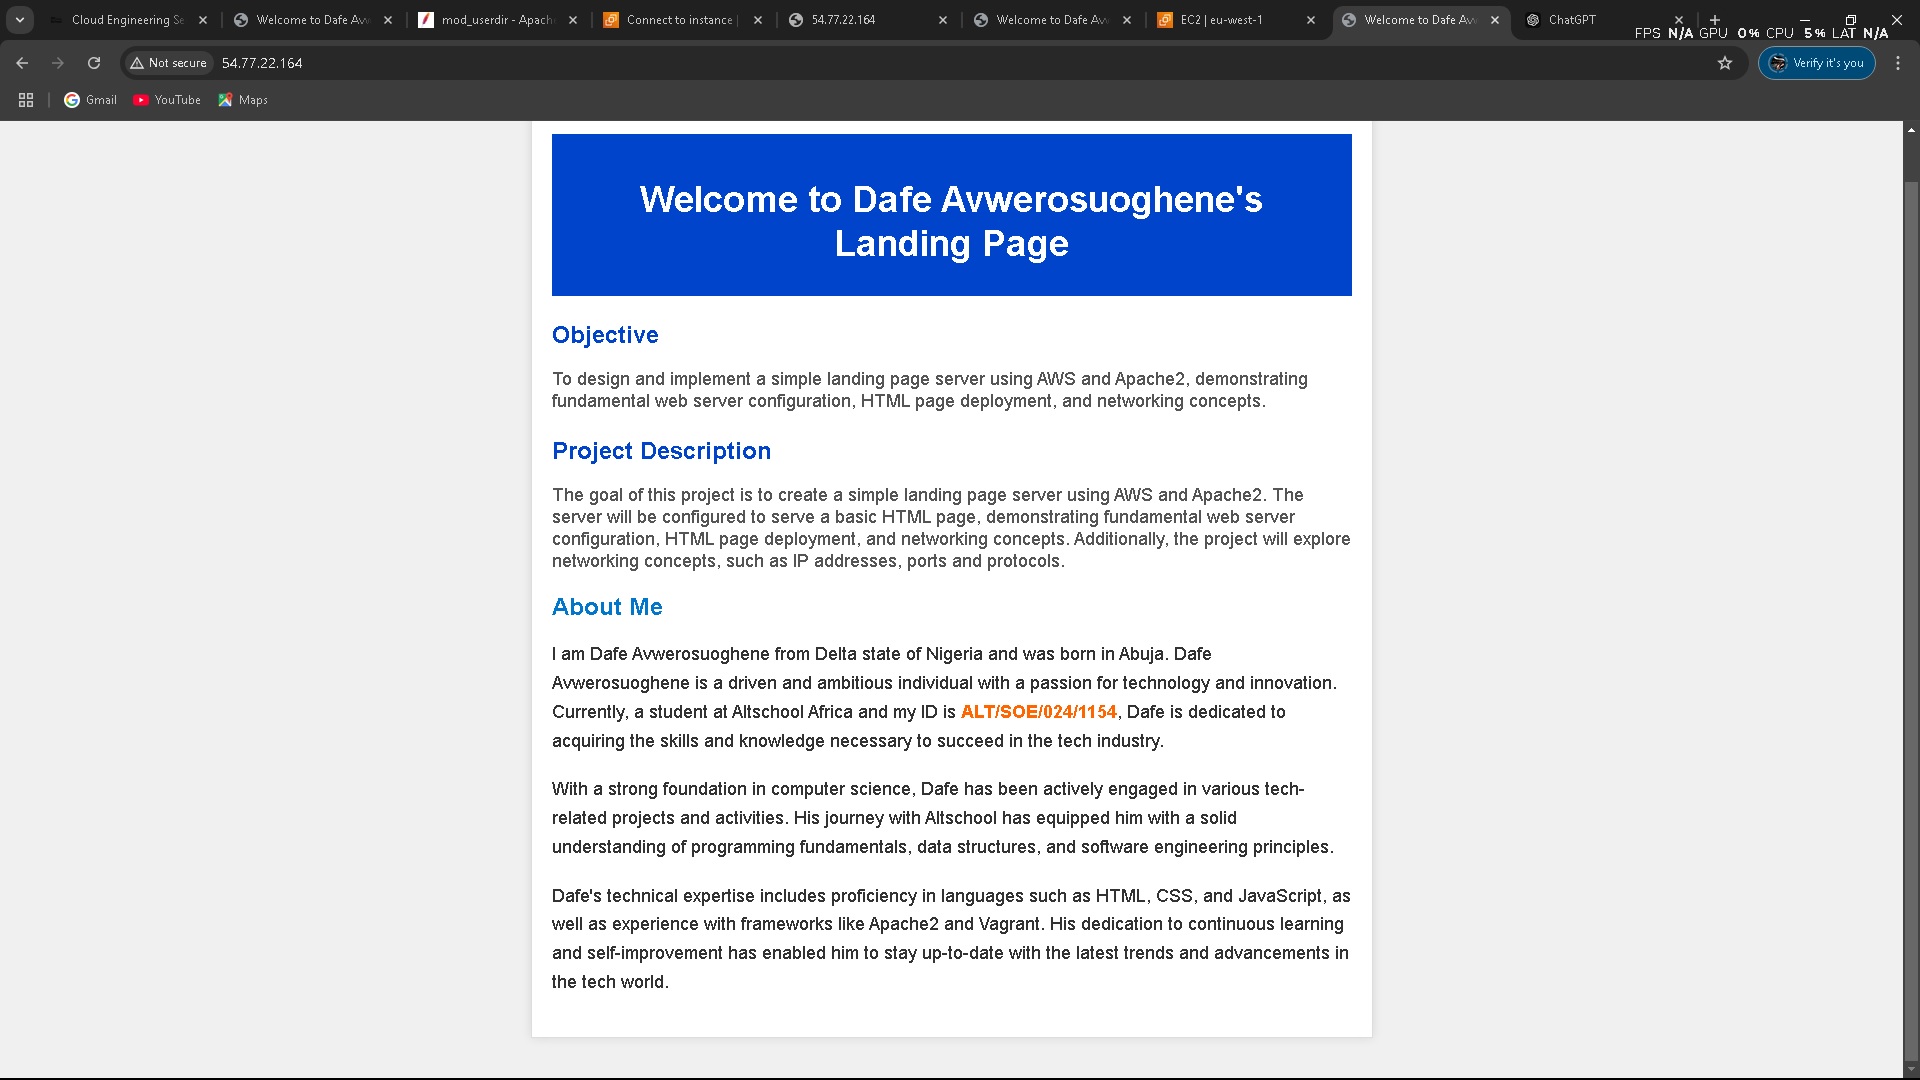 Cloud Engineering Se
Welcome to Dafe Avw
mod_userdir - Apach
Connect to instance |
54.77.22.164
Welcome to Dafe Avw
EC2 | eu-west-1
Welcome to Dafe Avw
ChatGPT
FPS N/A GPU 0% CPU 5% LAT N/A
Not secure 54.77.22.164
Verify it's you
Gmail YouTube Maps
Welcome to Dafe Avwerosuoghene's
Landing Page
Objective
To design and implement a simple landing page server using AWS and Apache2, demonstrating
fundamental web server configuration, HTML page deployment, and networking concepts.
Project Description
The goal of this project is to create a simple landing page server using AWS and Apache2. The
server will be configured to serve a basic HTML page, demonstrating fundamental web server
configuration, HTML page deployment, and networking concepts. Additionally, the project will explore
networking concepts, such as IP addresses, ports and protocols.
About Me
I am Dafe Avwerosuoghene from Delta state of Nigeria and was born in Abuja. Dafe
Avwerosuoghene is a driven and ambitious individual with a passion for technology and innovation.
Currently, a student at Altschool Africa and my ID is ALT/SOE/024/1154, Dafe is dedicated to
acquiring the skills and knowledge necessary to succeed in the tech industry.
With a strong foundation in computer science, Dafe has been actively engaged in various tech-
related projects and activities. His journey with Altschool has equipped him with a solid
understanding of programming fundamentals, data structures, and software engineering principles.
Dafe's technical expertise includes proficiency in languages such as HTML, CSS, and JavaScript, as
well as experience with frameworks like Apache2 and Vagrant. His dedication to continuous learning
and self-improvement has enabled him to stay up-to-date with the latest trends and advancements in
the tech world.